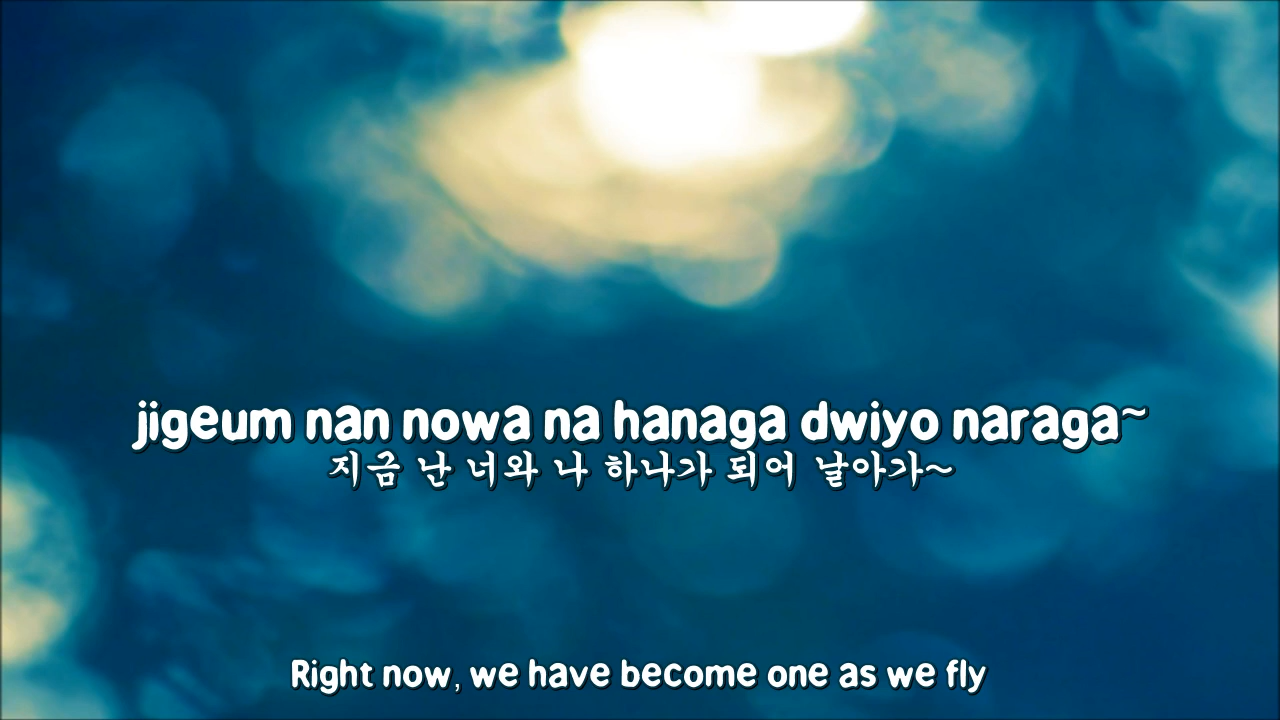 jigeum nan nowa na hanaga dwiyo naraga~
지금 난 너와 나 하나가 되어 날아가~
Right now, we have become one as we fly